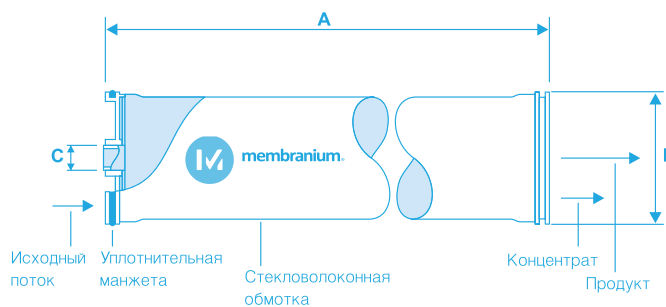 A
C
membranium®
Исходный
поток
Уплотнительная
манжета
Стекловолоконная
обмотка
Концентрат
Продукт